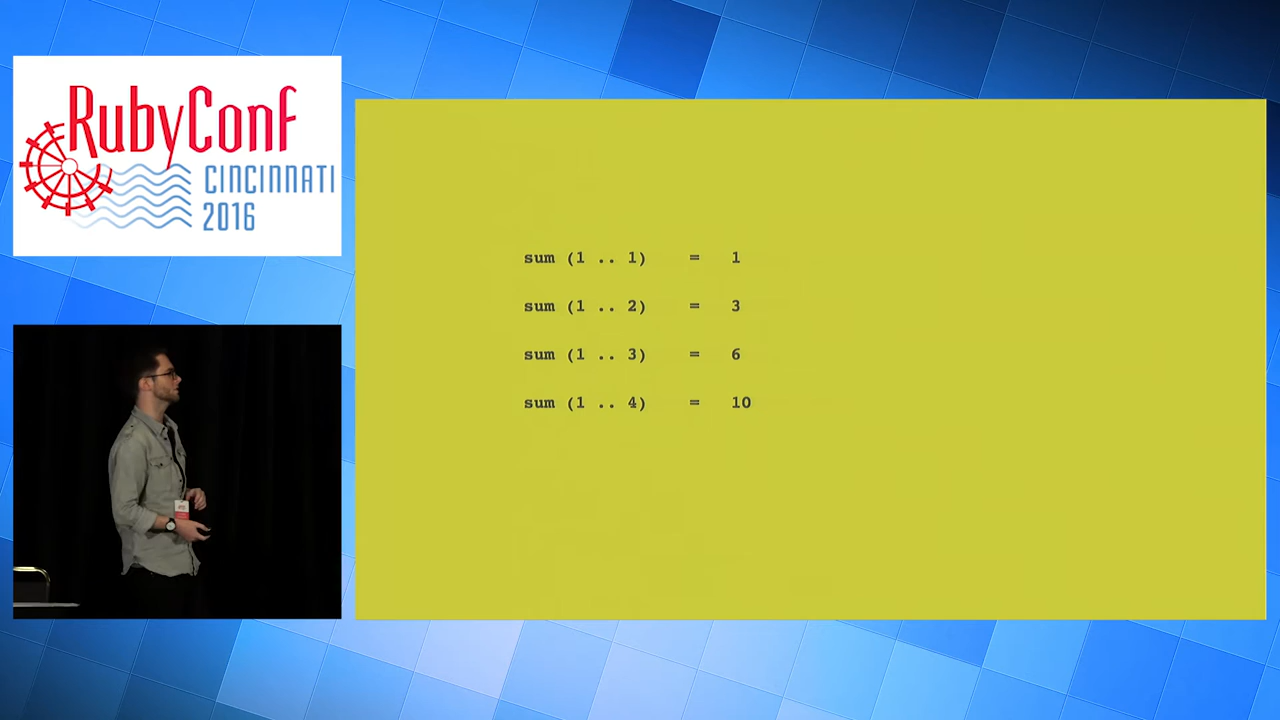 RubyConf
CINCINNATI
2016
sum (1 .. 1) = 1
sum (1 .. 2) = 3
sum (1 .. 3) = 6
sum (1 .. 4) = 10